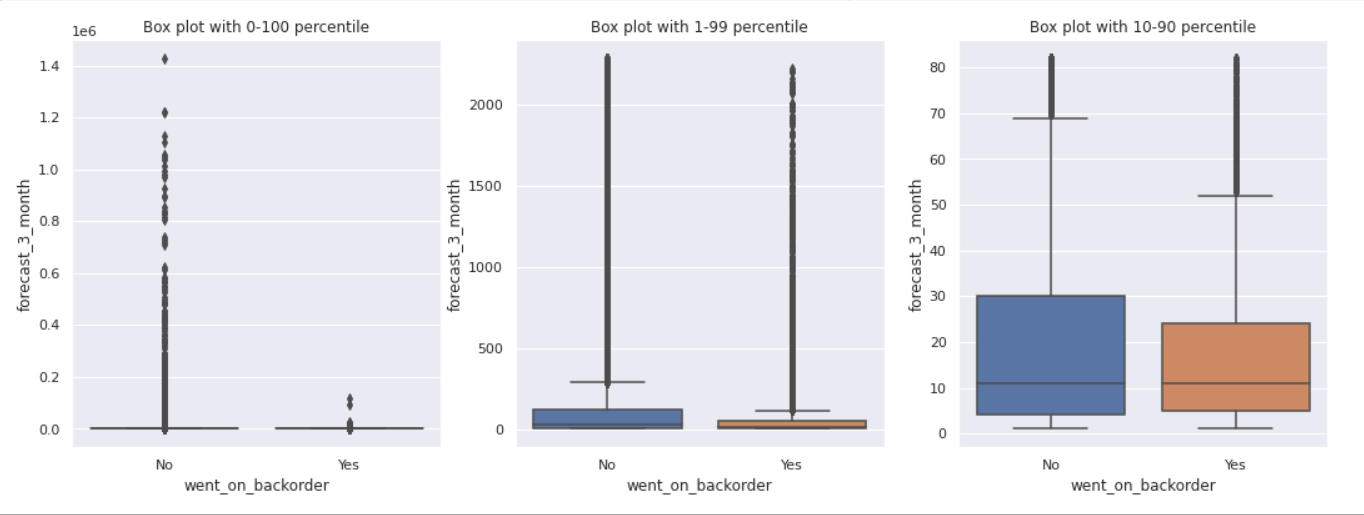 Box plot with 0-100 percentile
1e6
1.4
1.2
1.0
0.8
0.6
0.4
0.2
0.0
forecast_3_month
No
Yes
went_on_backorder
Box plot with 1-99 percentile
2000
1500
1000
500
0
forecast_3_month
No
Yes
went_on_backorder
Box plot with 10-90 percentile
80
70
60
50
40
30
20
10
0
forecast_3_month
No
Yes
went_on_backorder